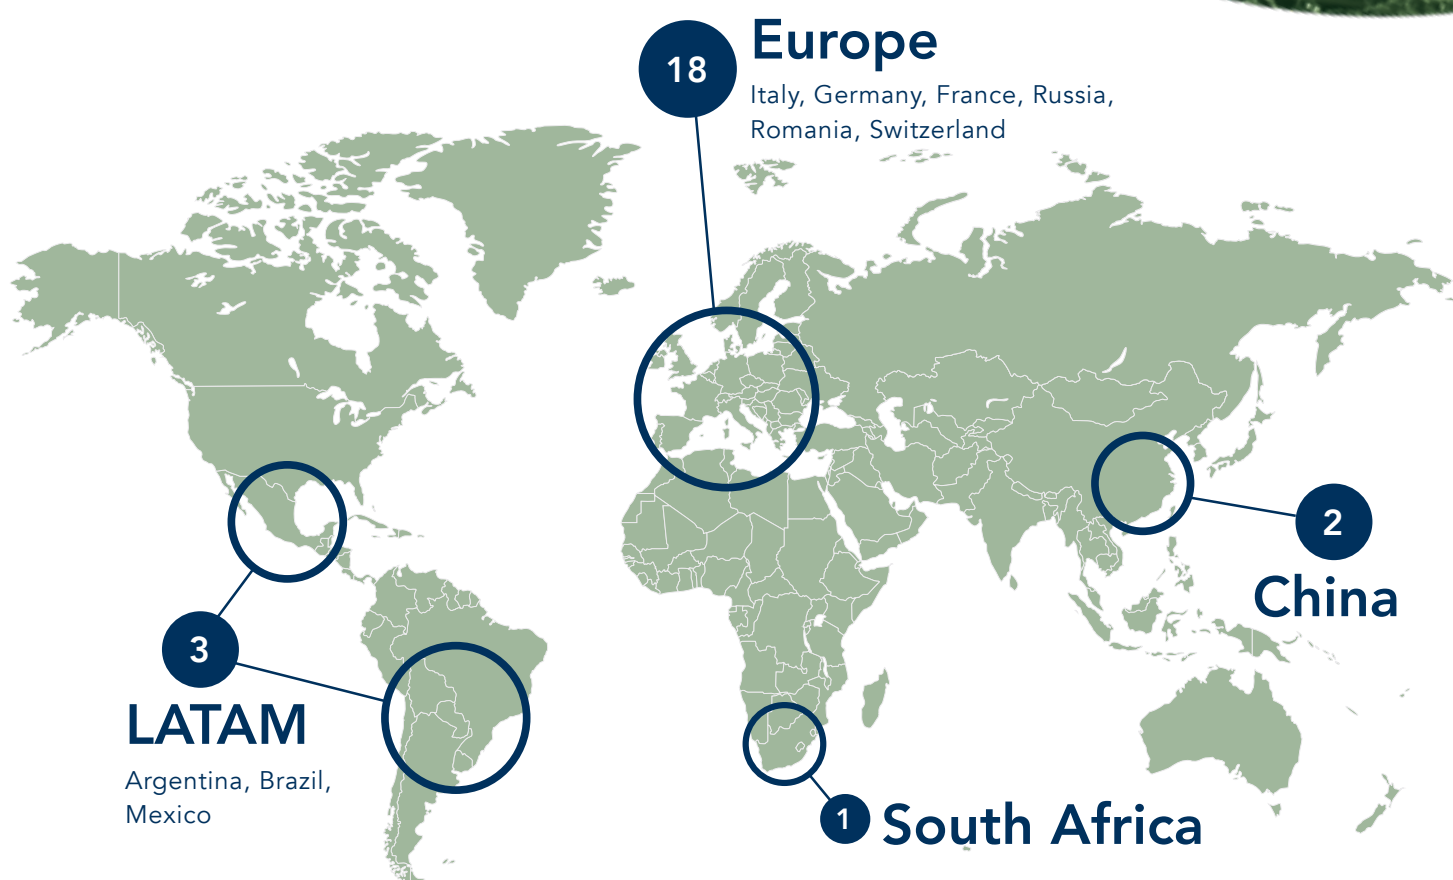 18
Europe
Italy, Germany, France, Russia,
Romania, Switzerland
2
China
3
LATAM
Argentina, Brazil,
Mexico
1
South Africa